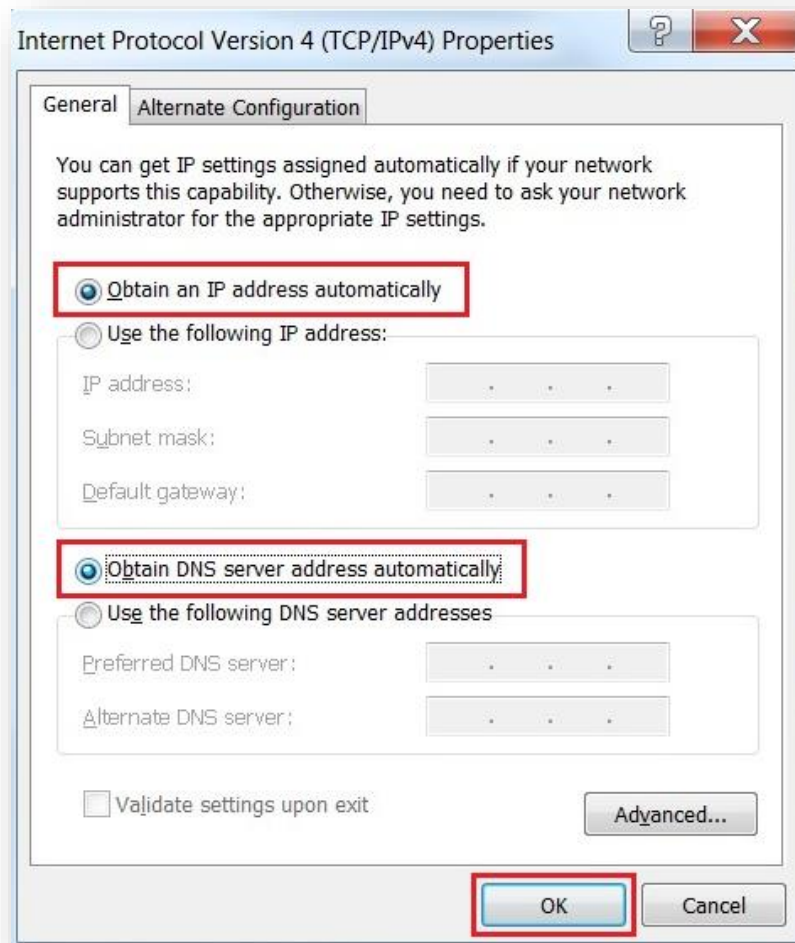 Internet Protocol Version 4 (TCP/IPv4) Properties
General
Alternate Configuration
You can get IP settings assigned automatically if your network
supports this capability. Otherwise, you need to ask your network
administrator for the appropriate IP settings.
Obtain an IP address automatically
Use the following IP address:
IP address:
Subnet mask:
Default gateway:
Obtain DNS server address automatically
Use the following DNS server addresses
Preferred DNS server:
Alternate DNS server:
Validate settings upon exit
Advanced...
OK
Cancel